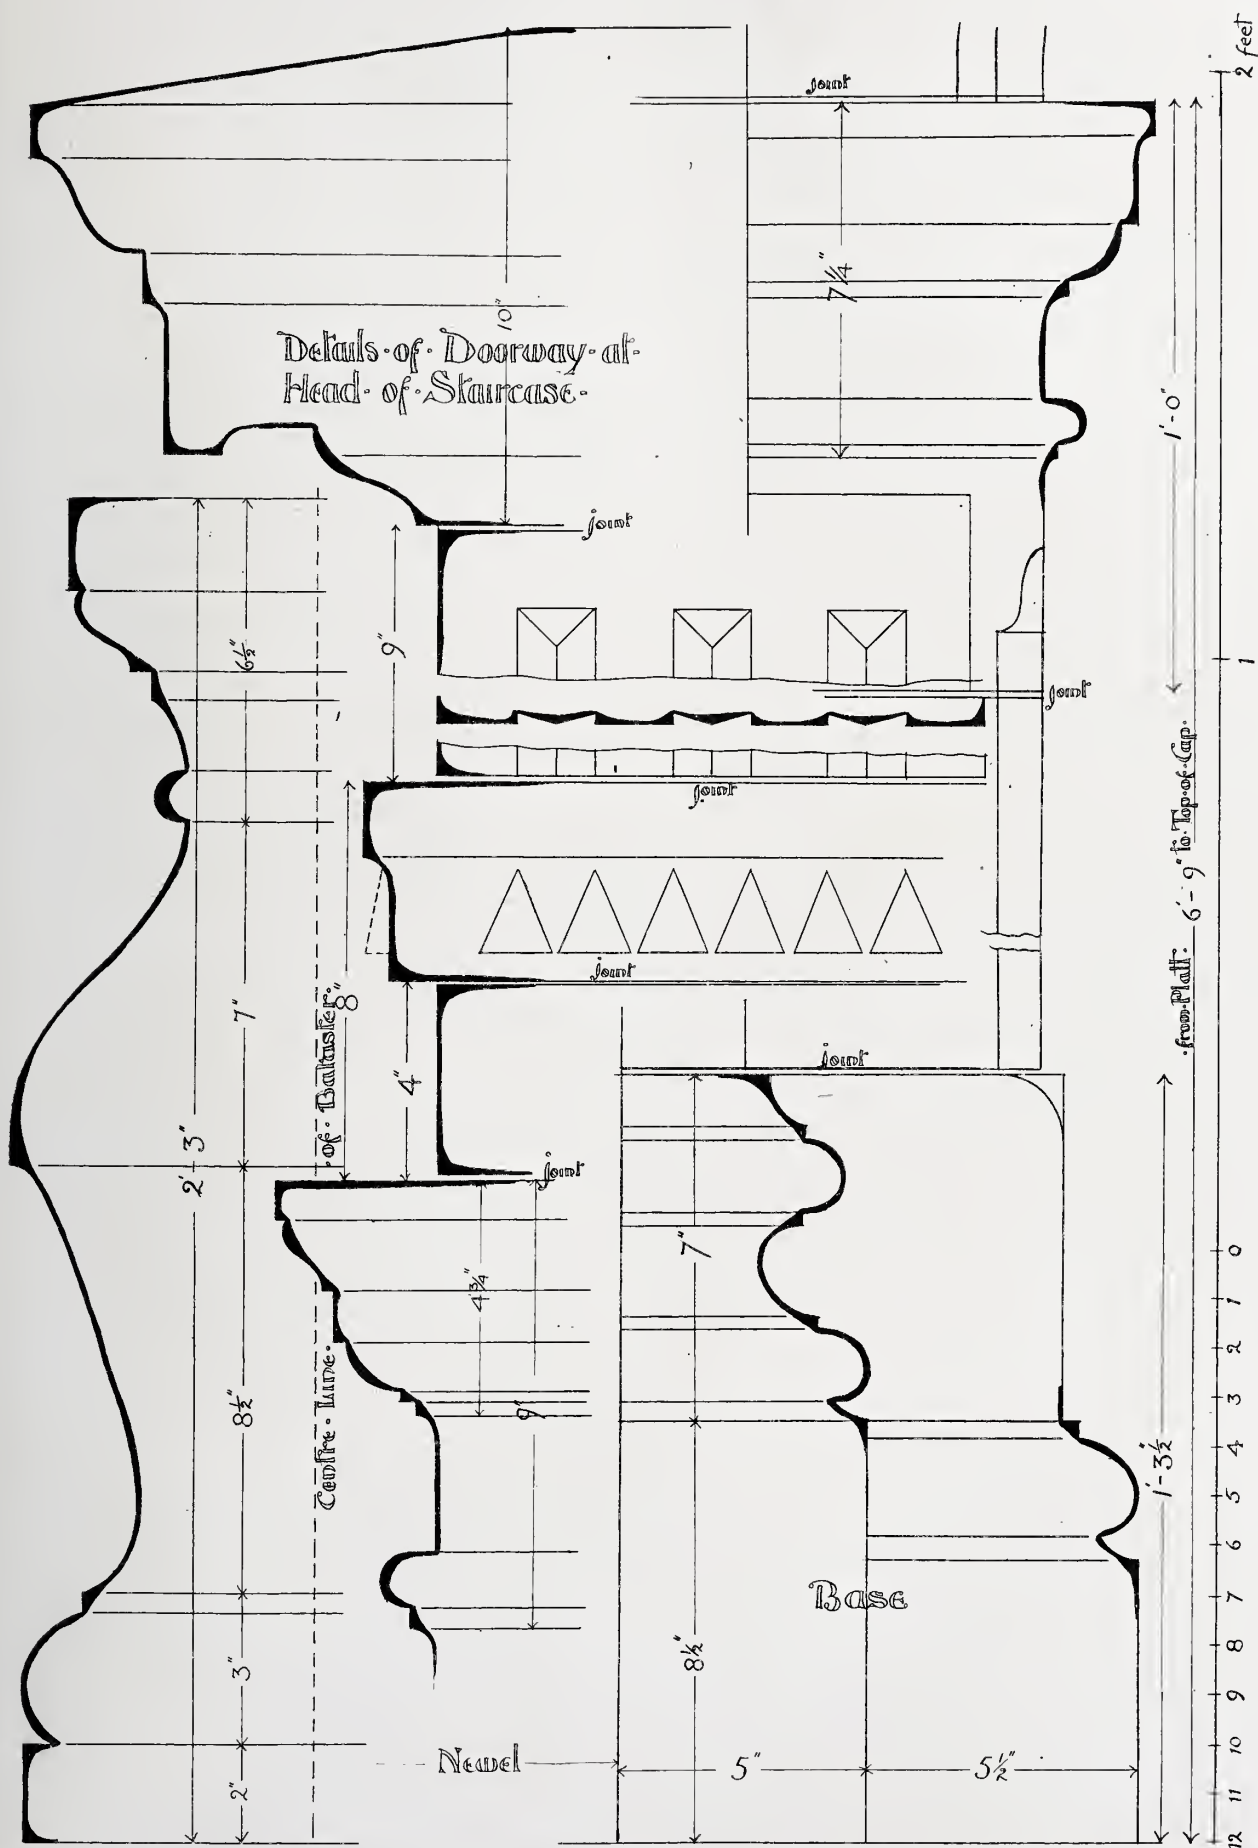 2 feet
joint
10"
7¼"
Details · of · Doorway · at ·
Head · of · Staircase ·
1'-0"
joint
6½"
9"
1
joint
joint
· from · Platt · 6'-9" to · Top · of · Cap ·
7"
· of · Baluster ·
8"
joint
4"
joint
2' 3"
joint
7"
4¾"
9"
8½"
Centre · Line ·
0
1
2
3
4
5
6
7
8
9
10
11
12
1'-3½"
Base
3"
8½"
Newel
5"
5½"
2"